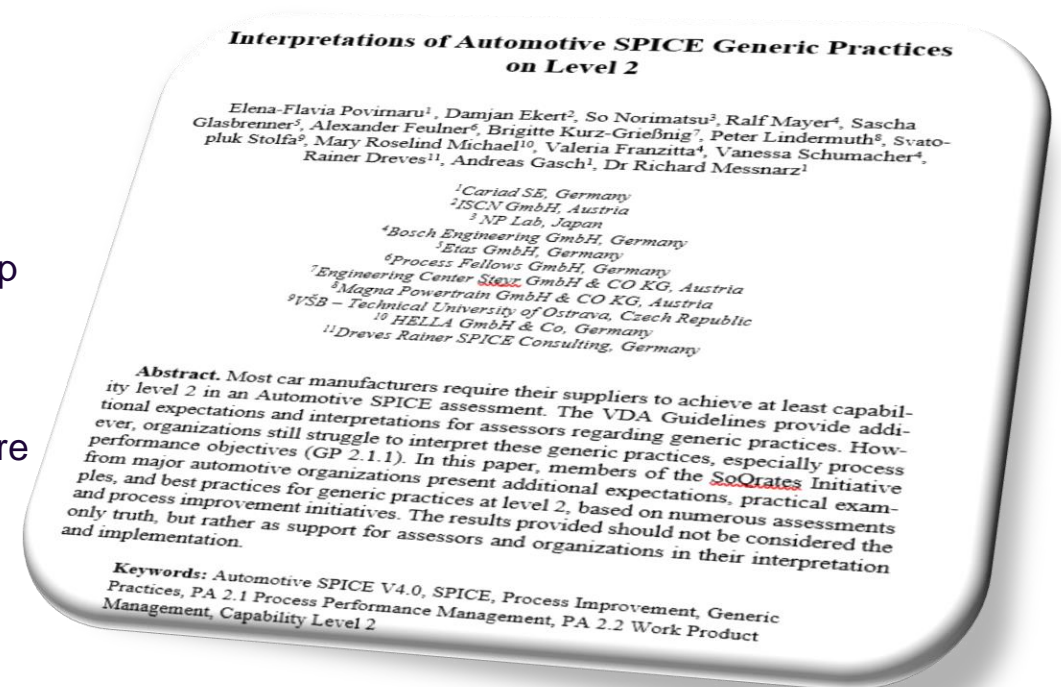 Interpretations of Automotive SPICE Generic Practices
on Level 2
Elena-Flavia Povirnaru¹, Damjan Ekert², So Norimatsu³, Ralf Mayer⁴, Sascha
Glasbrenner⁵, Alexander Feulner⁶, Brigitte Kurz-Grießnig⁷, Peter Lindermuth⁸, Svato-
pluk Stolfa⁹, Mary Roselind Michael¹⁰, Valeria Franzitta⁴, Vanessa Schumacher⁴,
Rainer Dreves¹¹, Andreas Gasch¹, Dr Richard Messnarz¹
¹Cariad SE, Germany
²ISCN GmbH, Austria
³ NP Lab, Japan
⁴Bosch Engineering GmbH, Germany
⁵Etas GmbH, Germany
⁶Process Fellows GmbH, Germany
⁷Engineering Center Steyr GmbH & CO KG, Austria
⁸Magna Powertrain GmbH & CO KG, Austria
⁹VŠB – Technical University of Ostrava, Czech Republic
¹⁰ HELLA GmbH & Co, Germany
¹¹Dreves Rainer SPICE Consulting, Germany
p
re
Abstract. Most car manufacturers require their suppliers to achieve at least capabil-
ity level 2 in an Automotive SPICE assessment. The VDA Guidelines provide addi-
tional expectations and interpretations for assessors regarding generic practices. How-
ever, organizations still struggle to interpret these generic practices, especially process
performance objectives (GP 2.1.1). In this paper, members of the SoQrates Initiative
from major automotive organizations present additional expectations, practical exam-
ples, and best practices for generic practices at level 2, based on numerous assessments
and process improvement initiatives. The results provided should not be considered the
only truth, but rather as support for assessors and organizations in their interpretation
and implementation.
Keywords: Automotive SPICE V4.0, SPICE, Process Improvement, Generic
Practices, PA 2.1 Process Performance Management, PA 2.2 Work Product
Management, Capability Level 2